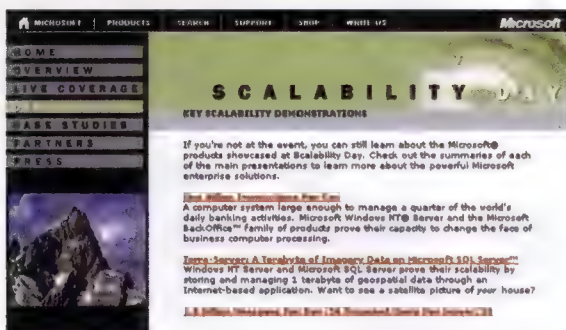 MICROSOFT PRODUCTS SEARCH SUPPORT SHOP WRITE US Microsoft
HOME
OVERVIEW
LIVE COVERAGE
CASE STUDIES
PARTNERS
PRESS
SCALABILITY DAY
KEY SCALABILITY DEMONSTRATIONS
If you're not at the event, you can still learn about the Microsoft®
products showcased at Scalability Day. Check out the summaries of each
of the main presentations to learn more about the powerful Microsoft
enterprise solutions.
One Billion Transactions Per Day
A computer system large enough to manage a quarter of the world's
daily banking activities. Microsoft Windows NT® Server and the Microsoft
BackOffice™ family of products prove their capacity to change the face of
business computer processing.
Terra-Server: A Terabyte of Imagery Data on Microsoft SQL Server™
Windows NT Server and Microsoft SQL Server prove their scalability by
storing and managing 1 terabyte of geospatial data through an
Internet-based application. Want to see a satellite picture of your house?